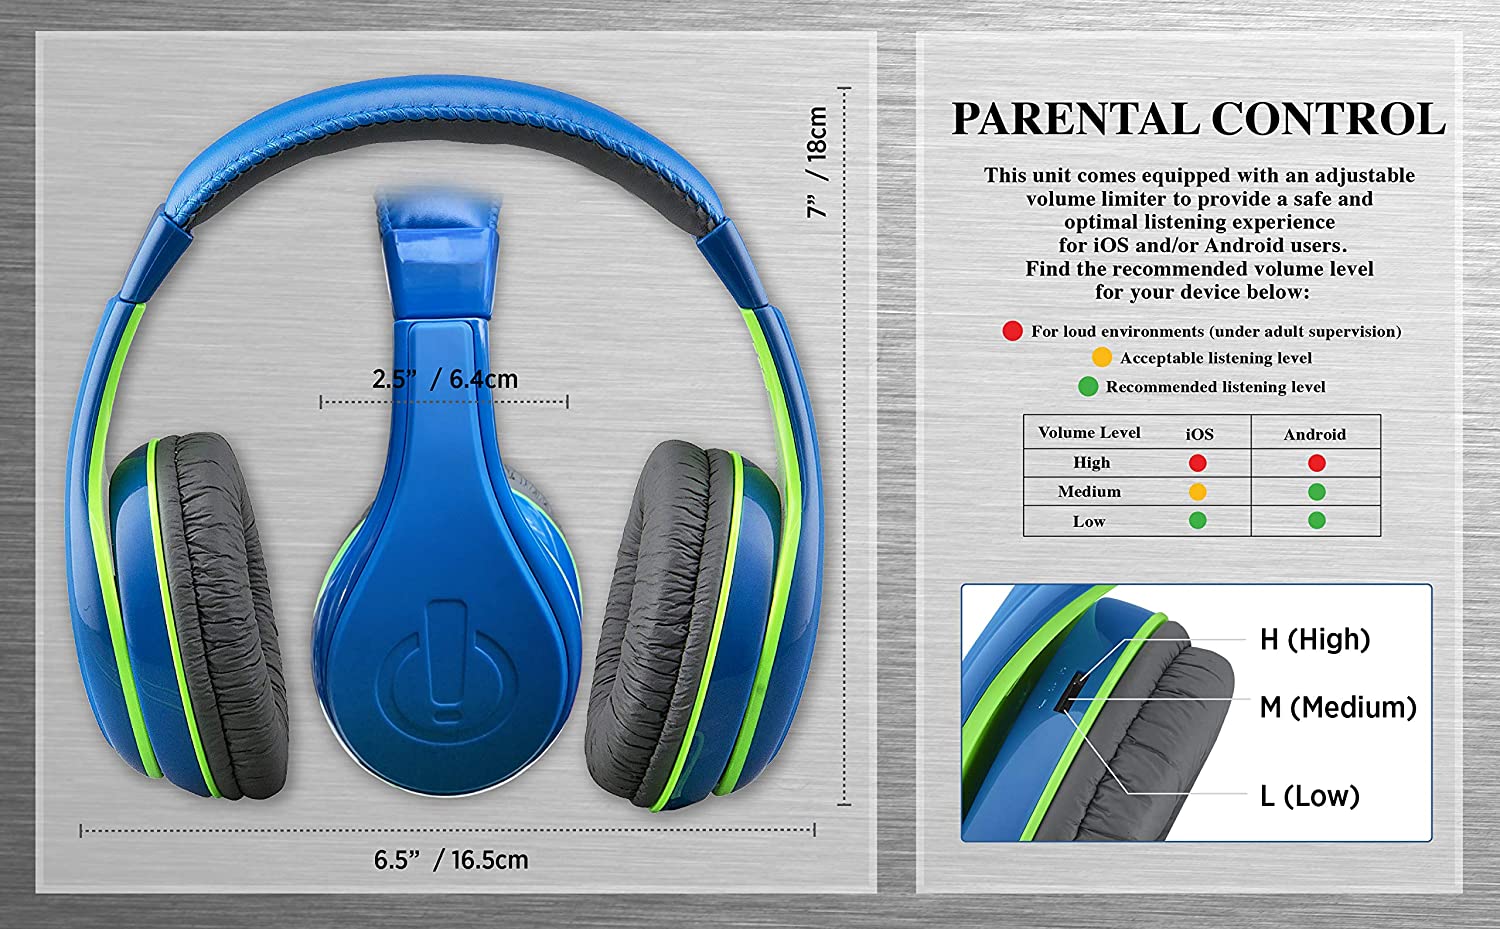 7” / 18cm
2.5” / 6.4cm
6.5” / 16.5cm
PARENTAL CONTROL
This unit comes equipped with an adjustable
volume limiter to provide a safe and
optimal listening experience
for iOS and/or Android users.
Find the recommended volume level
for your device below:
For loud environments (under adult supervision)
Acceptable listening level
Recommended listening level
Volume Level iOS Android
High
Medium
Low
H (High)
M (Medium)
L (Low)